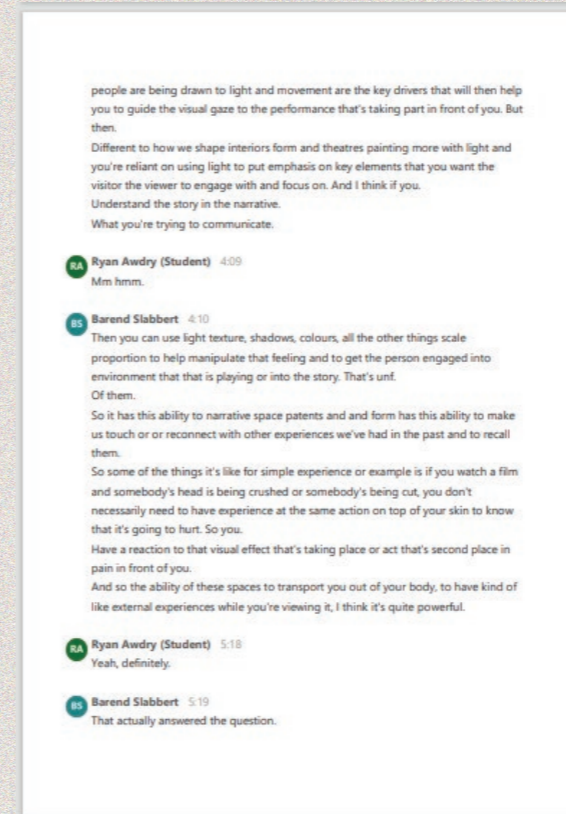 people are being drawn to light and movement are the key drivers that will then help
you to guide the visual gaze to the performance that's taking part in front of you. But
then.
Different to how we shape interiors form and theatres painting more with light and
you're reliant on using light to put emphasis on key elements that you want the
visitor the viewer to engage with and focus on. And I think if you.
Understand the story in the narrative.
What you're trying to communicate.
RA Ryan Awdry (Student) 4:09
Mm hmm.
BS Barend Slabbert 4:10
Then you can use light texture, shadows, colours, all the other things scale
proportion to help manipulate that feeling and to get the person engaged into
environment that that is playing or into the story. That's unf.
Of them.
So it has this ability to narrative space patents and and form has this ability to make
us touch or or reconnect with other experiences we've had in the past and to recall
them.
So some of the things it's like for simple experience or example is if you watch a film
and somebody's head is being crushed or somebody's being cut, you don't
necessarily need to have experience at the same action on top of your skin to know
that it's going to hurt. So you.
Have a reaction to that visual effect that's taking place or act that's second place in
pain in front of you.
And so the ability of these spaces to transport you out of your body, to have kind of
like external experiences while you're viewing it, I think it's quite powerful.
RA Ryan Awdry (Student) 5:18
Yeah, definitely.
BS Barend Slabbert 5:19
That actually answered the question.